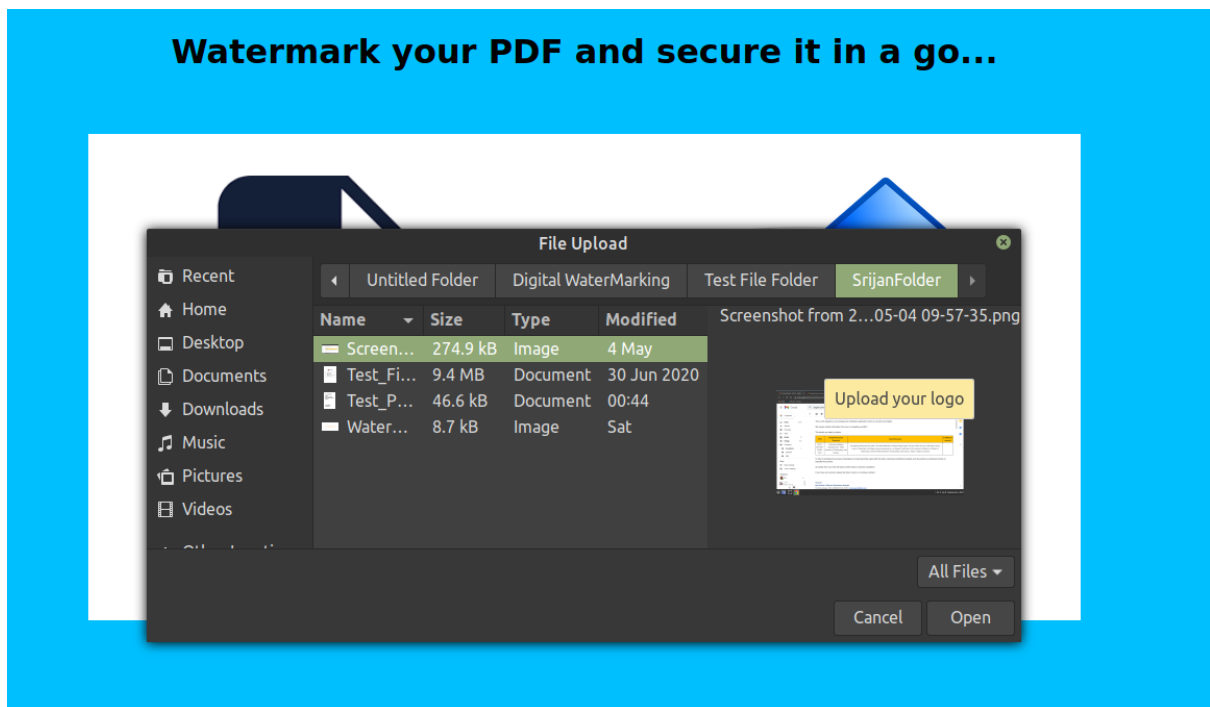 Watermark your PDF and secure it in a go...
File Upload
Recent
Home
Desktop
Documents
Downloads
Music
Pictures
Videos
Untitled Folder Digital WaterMarking Test File Folder SrijanFolder
Name Size Type Modified
Screen... 274.9 kB Image 4 May
Test_Fi... 9.4 MB Document 30 Jun 2020
Test_P... 46.6 kB Document 00:44
Water... 8.7 kB Image Sat
Screenshot from 2...05-04 09-57-35.png
Upload your logo
All Files
Cancel Open